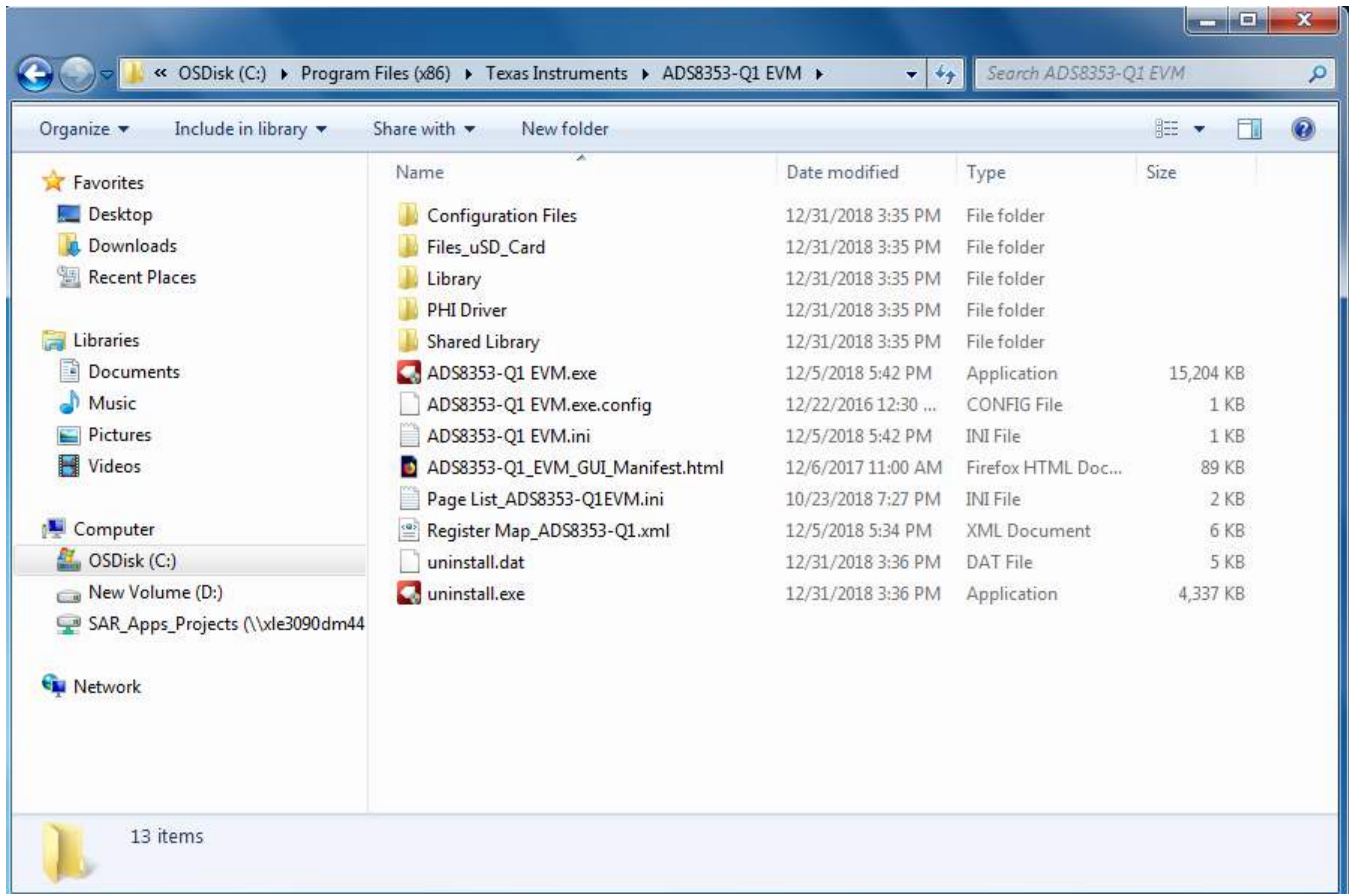 « OSDisk (C:) ▸ Program Files (x86) ▸ Texas Instruments ▸ ADS8353-Q1 EVM ▸
Search ADS8353-Q1 EVM
Organize Include in library Share with New folder
Favorites
Desktop
Downloads
Recent Places
Libraries
Documents
Music
Pictures
Videos
Computer
OSDisk (C:)
New Volume (D:)
SAR_Apps_Projects (\\xle3090dm44
Network
Name Date modified Type Size
Configuration Files 12/31/2018 3:35 PM File folder
Files_uSD_Card 12/31/2018 3:35 PM File folder
Library 12/31/2018 3:35 PM File folder
PHI Driver 12/31/2018 3:35 PM File folder
Shared Library 12/31/2018 3:35 PM File folder
ADS8353-Q1 EVM.exe 12/5/2018 5:42 PM Application 15,204 KB
ADS8353-Q1 EVM.exe.config 12/22/2016 12:30 ... CONFIG File 1 KB
ADS8353-Q1 EVM.ini 12/5/2018 5:42 PM INI File 1 KB
ADS8353-Q1_EVM_GUI_Manifest.html 12/6/2017 11:00 AM Firefox HTML Doc... 89 KB
Page List_ADS8353-Q1EVM.ini 10/23/2018 7:27 PM INI File 2 KB
Register Map_ADS8353-Q1.xml 12/5/2018 5:34 PM XML Document 6 KB
uninstall.dat 12/31/2018 3:36 PM DAT File 5 KB
uninstall.exe 12/31/2018 3:36 PM Application 4,337 KB
13 items